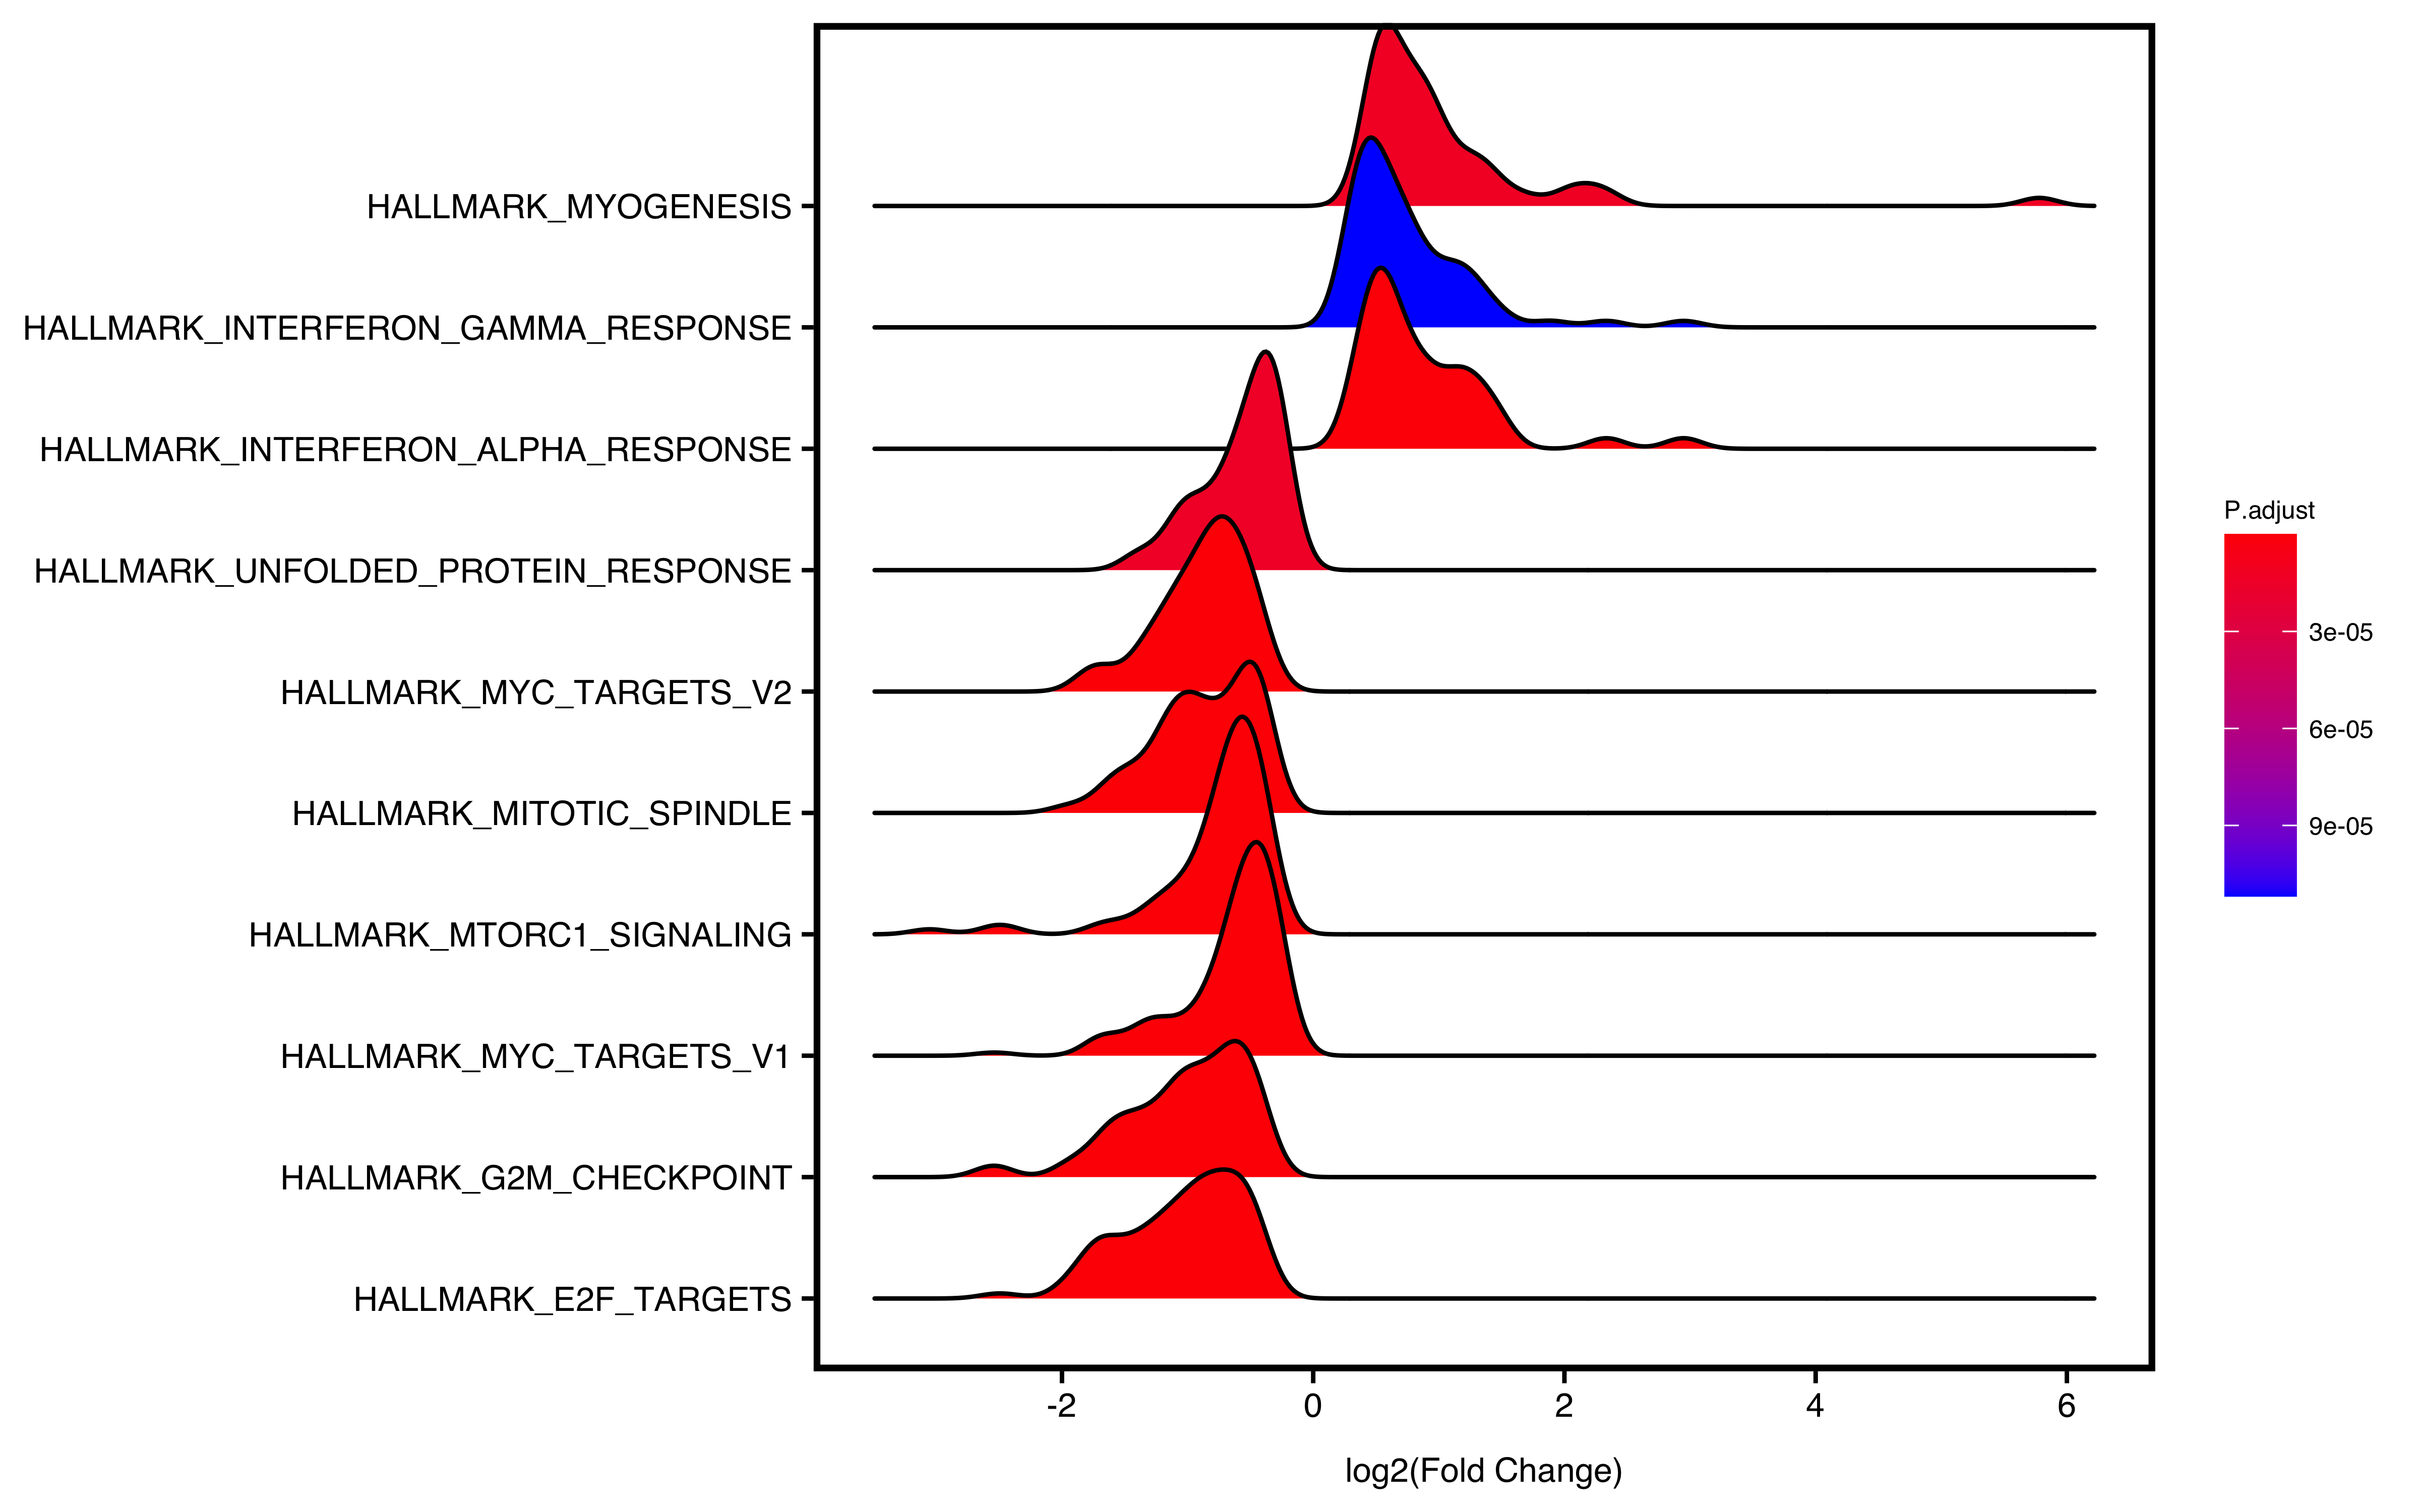 HALLMARK_MYOGENESIS
HALLMARK_INTERFERON_GAMMA_RESPONSE
HALLMARK_INTERFERON_ALPHA_RESPONSE
HALLMARK_UNFOLDED_PROTEIN_RESPONSE
HALLMARK_MYC_TARGETS_V2
HALLMARK_MITOTIC_SPINDLE
HALLMARK_MTORC1_SIGNALING
HALLMARK_MYC_TARGETS_V1
HALLMARK_G2M_CHECKPOINT
HALLMARK_E2F_TARGETS
-2 0 2 4 6
log2(Fold Change)
P.adjust
3e-05
6e-05
9e-05